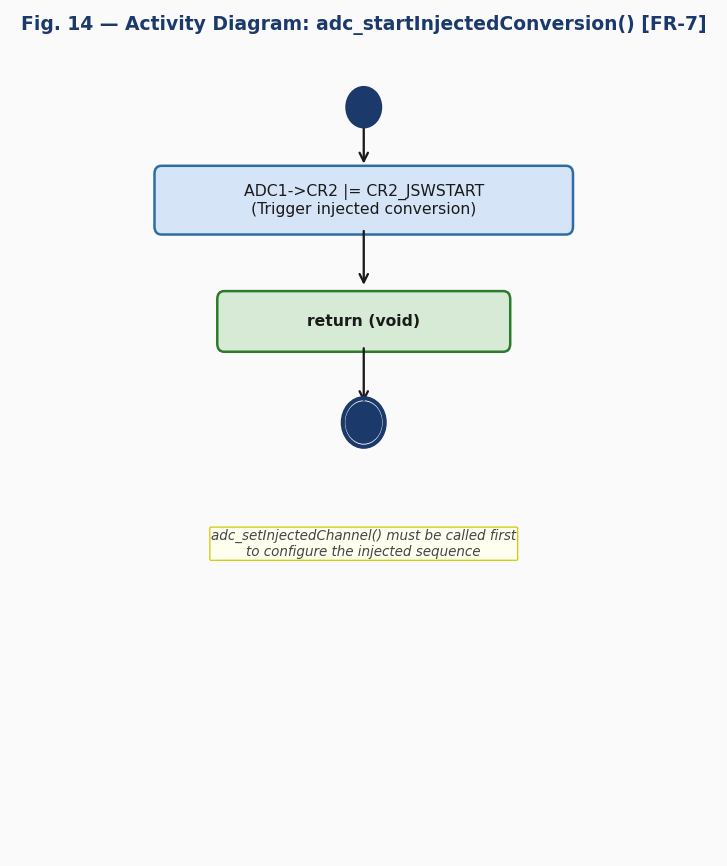 Fig. 14 — Activity Diagram: adc_startInjectedConversion() [FR-7]
ADC1->CR2 |= CR2_JSWSTART
(Trigger injected conversion)
return (void)
adc_setInjectedChannel() must be called first
to configure the injected sequence